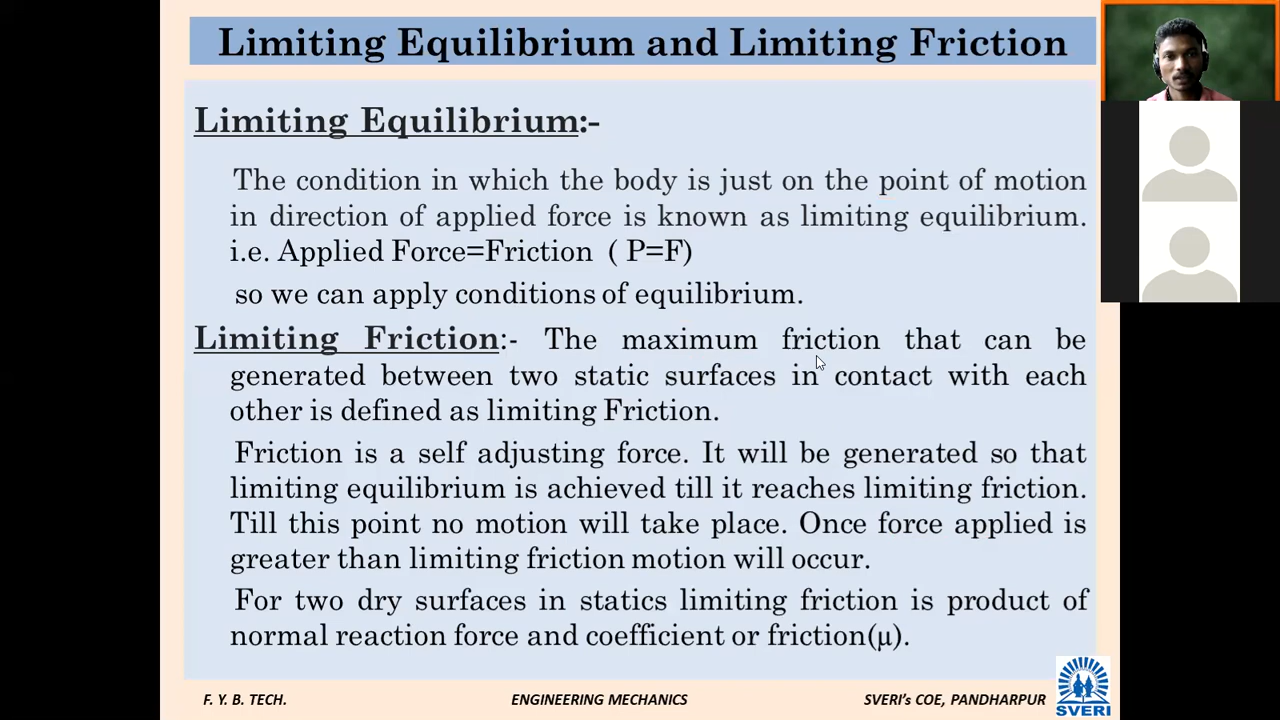 Limiting Equilibrium and Limiting Friction
Limiting Equilibrium:-
The condition in which the body is just on the point of motion
in direction of applied force is known as limiting equilibrium.
i.e. Applied Force=Friction ( P=F)
so we can apply conditions of equilibrium.
Limiting Friction:- The maximum friction that can be
generated between two static surfaces in contact with each
other is defined as limiting Friction.
Friction is a self adjusting force. It will be generated so that
limiting equilibrium is achieved till it reaches limiting friction.
Till this point no motion will take place. Once force applied is
greater than limiting friction motion will occur.
For two dry surfaces in statics limiting friction is product of
normal reaction force and coefficient or friction(μ).
F. Y. B. TECH. ENGINEERING MECHANICS SVERI's COE, PANDHARPUR
SVERI